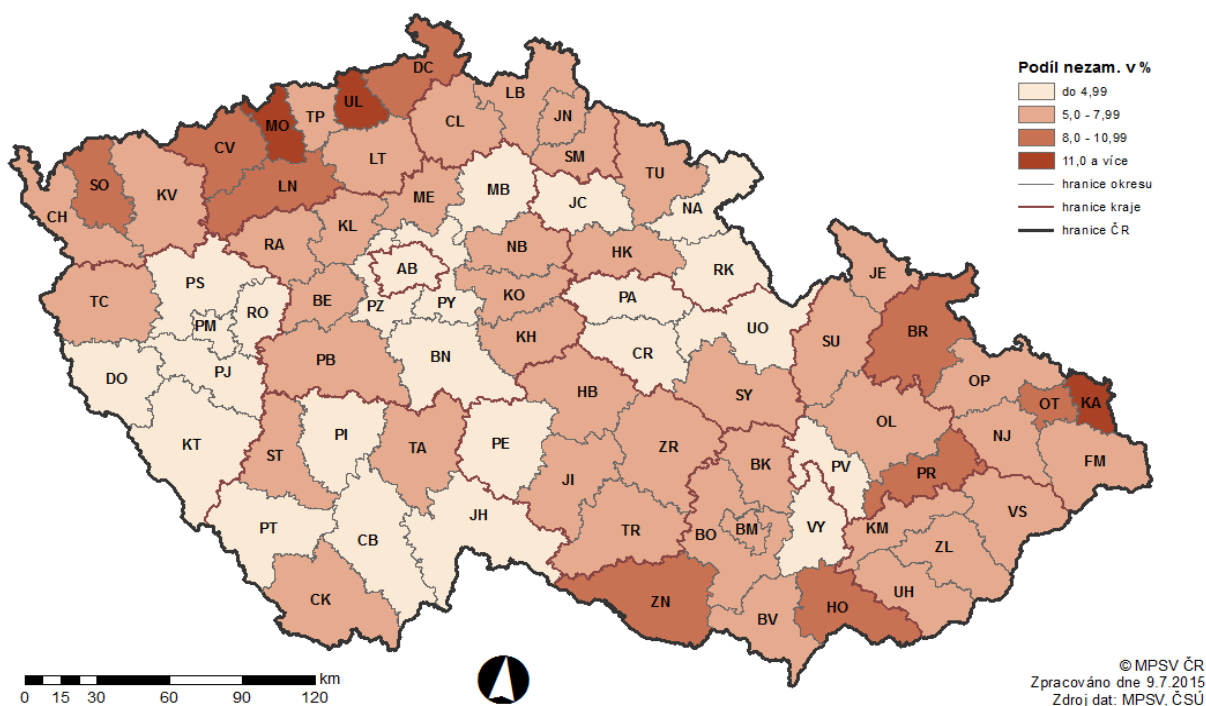 DC
LB
UL
JN
MO
TP
CL
CV
LT
SM
SO
LN
KV
TU
MB
JC
ME
NA
CH
KL
RA
NB
HK
AB
RK
JE
PS
KO
TC
BE
PZ
PY
PA
RO
PM
UO
BR
KH
SU
PB
BN
CR
DO
PJ
OP
HB
SY
OT
KA
OL
PI
KT
PE
ZR
NJ
ST
TA
BK
FM
PV
PR
JI
VS
JH
PT
TR
BO
BM
VY
KM
CB
ZL
UH
CK
ZN
HO
BV
Podíl nezam. v %
do 4,99
5,0 - 7,99
8,0 - 10,99
11,0 a více
hranice okresu
hranice kraje
hranice ČR
km
0 15 30 60 90 120
© MPSV ČR
Zpracováno dne 9.7.2015
Zdroj dat: MPSV, ČSÚ